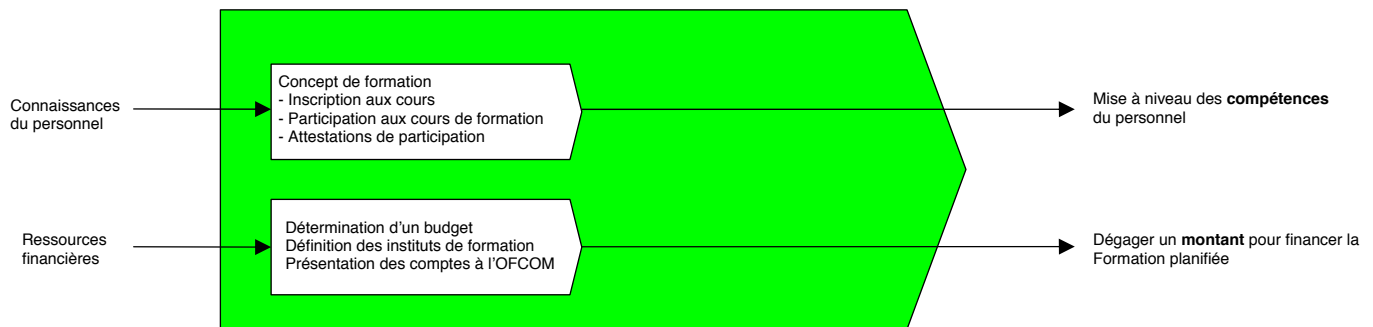 Connaissances
du personnel
Concept de formation
- Inscription aux cours
- Participation aux cours de formation
- Attestations de participation
Mise à niveau des compétences
du personnel
Ressources
financières
Détermination d'un budget
Définition des instituts de formation
Présentation des comptes à l'OFCOM
Dégager un montant pour financer la
Formation planifiée